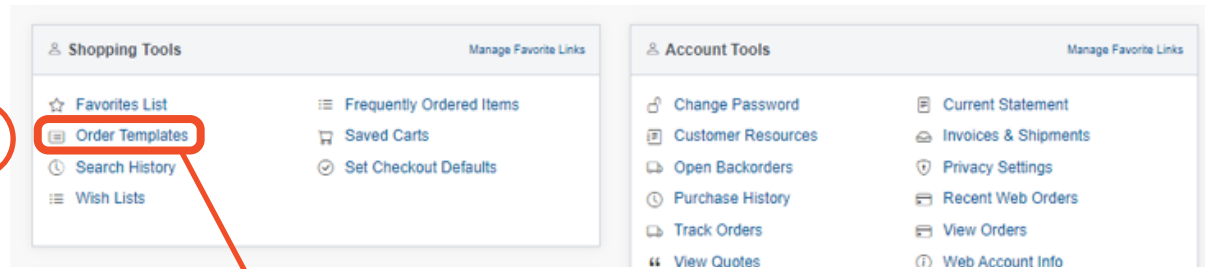 Shopping Tools
Manage Favorite Links
Favorites List
Frequently Ordered Items
Order Templates
Saved Carts
Search History
Set Checkout Defaults
Wish Lists
Account Tools
Manage Favorite Links
Change Password
Current Statement
Customer Resources
Invoices & Shipments
Open Backorders
Privacy Settings
Purchase History
Recent Web Orders
Track Orders
View Orders
View Quotes
Web Account Info